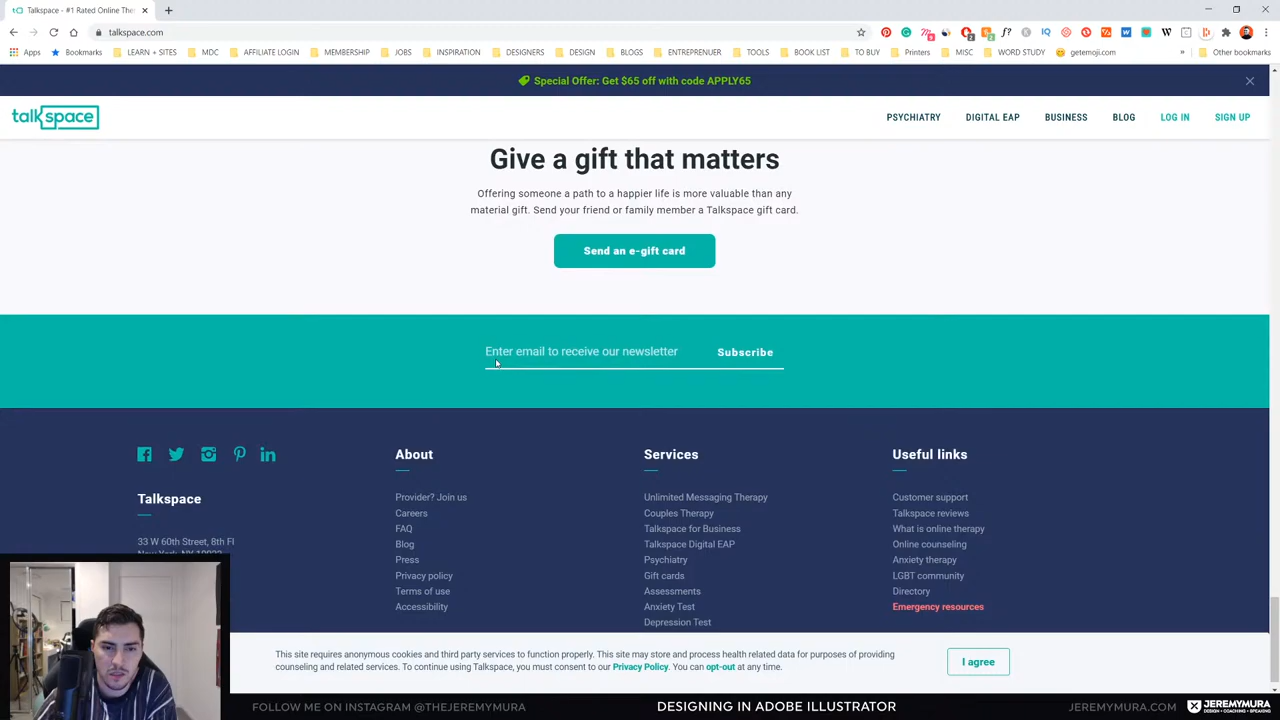 Talkspace - #1 Rated Online The
talkspace.com
Apps
Bookmarks
LEARN + SITES
MDC
AFFILIATE LOGIN
MEMBERSHIP
JOBS
INSPIRATION
DESIGNERS
DESIGN
BLOGS
ENTREPRENUER
TOOLS
BOOK LIST
TO BUY
Printers
MISC
WORD STUDY
getemoji.com
»
Other bookmarks
Special Offer: Get $65 off with code APPLY65
talkspace
PSYCHIATRY
DIGITAL EAP
BUSINESS
BLOG
LOG IN
SIGN UP
Give a gift that matters
Offering someone a path to a happier life is more valuable than any
material gift. Send your friend or family member a Talkspace gift card.
Send an e-gift card
Enter email to receive our newsletter
Subscribe
Talkspace
33 W 60th Street, 8th Fl
About
Provider? Join us
Careers
FAQ
Blog
Press
Privacy policy
Terms of use
Accessibility
Services
Unlimited Messaging Therapy
Couples Therapy
Talkspace for Business
Talkspace Digital EAP
Psychiatry
Gift cards
Assessments
Anxiety Test
Depression Test
Useful links
Customer support
Talkspace reviews
What is online therapy
Online counseling
Anxiety therapy
LGBT community
Directory
Emergency resources
This site requires anonymous cookies and third party services to function properly. This site may store and process health related data for purposes of providing
counseling and related services. To continue using Talkspace, you must consent to our Privacy Policy. You can opt-out at any time.
I agree
FOLLOW ME ON INSTAGRAM @THEJEREMYMURA
DESIGNING IN ADOBE ILLUSTRATOR
JEREMYMURA.COM
JEREMYMURA
DESIGN • COACHING • SPEAKING